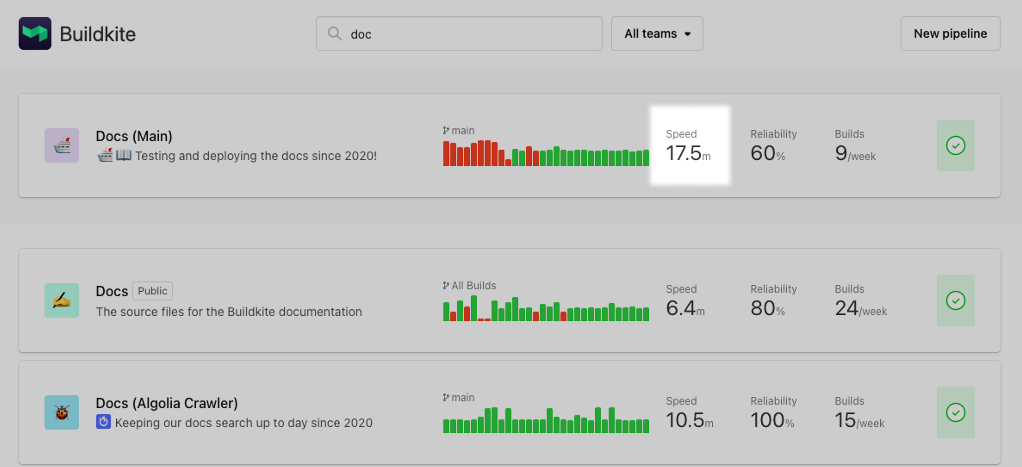 Buildkite
doc
All teams
New pipeline
Docs (Main)
Testing and deploying the docs since 2020!
main
Speed
17.5m
Reliability
60%
Builds
9/week
Docs Public
The source files for the Buildkite documentation
All Builds
Speed
6.4m
Reliability
80%
Builds
24/week
Docs (Algolia Crawler)
Keeping our docs search up to day since 2020
main
Speed
10.5m
Reliability
100%
Builds
15/week